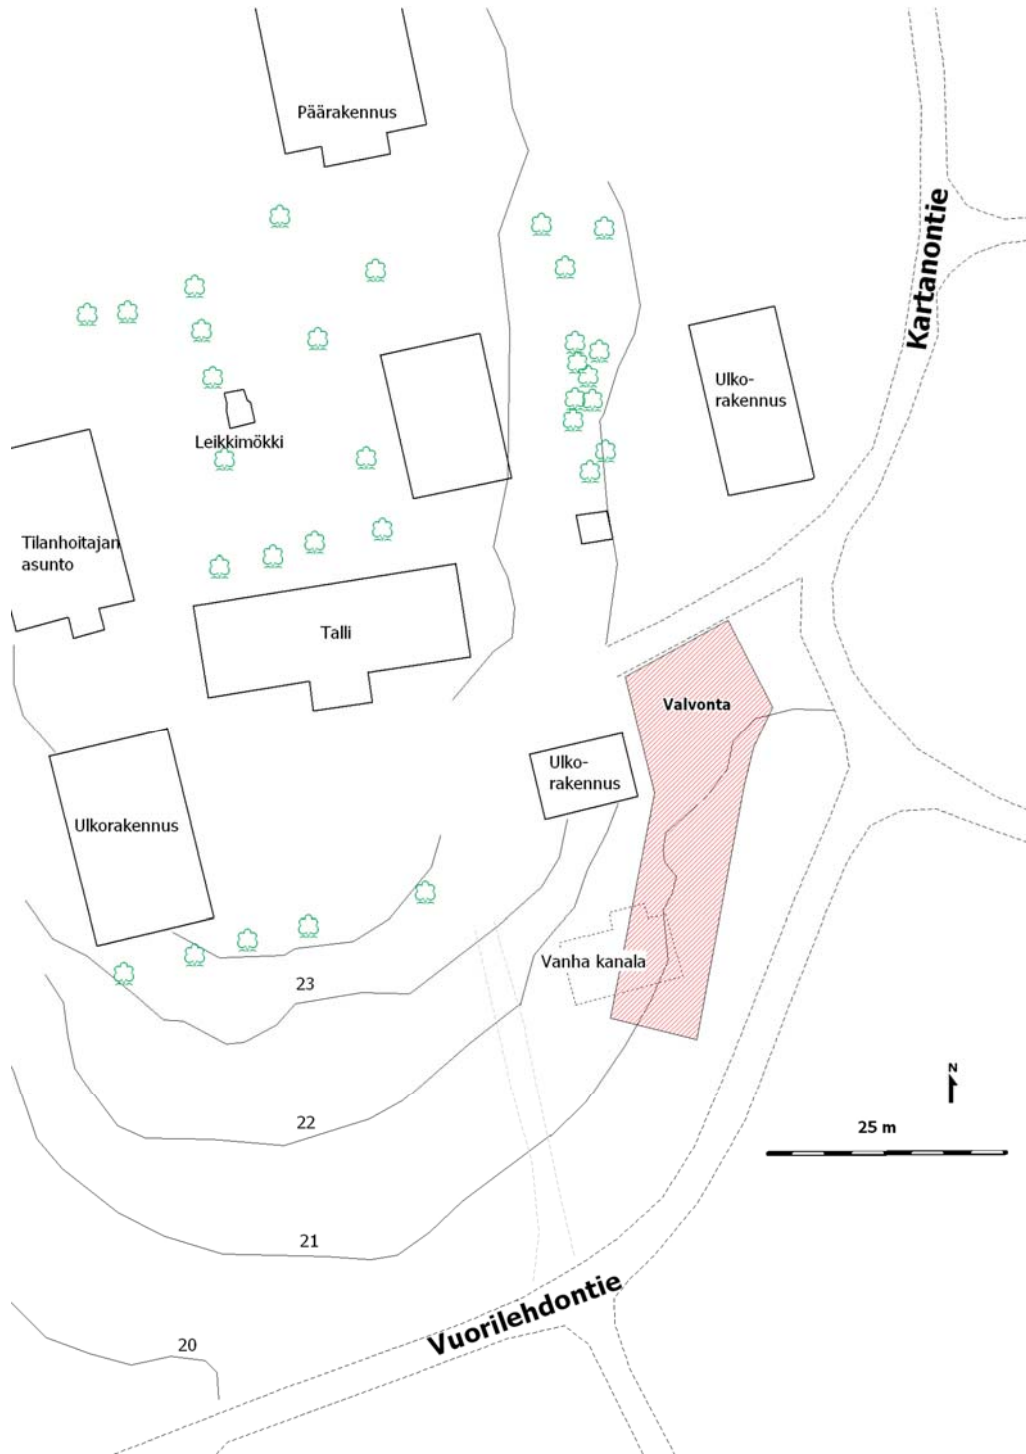 Päärakennus
Kartanontie
Ulko-
rakennus
Leikkimökki
Tilanhoitajan
asunto
Talli
Valvonta
Ulko-
rakennus
Ulkorakennus
Vanha kanala
23
N
22
25 m
21
Vuorilehdontie
20